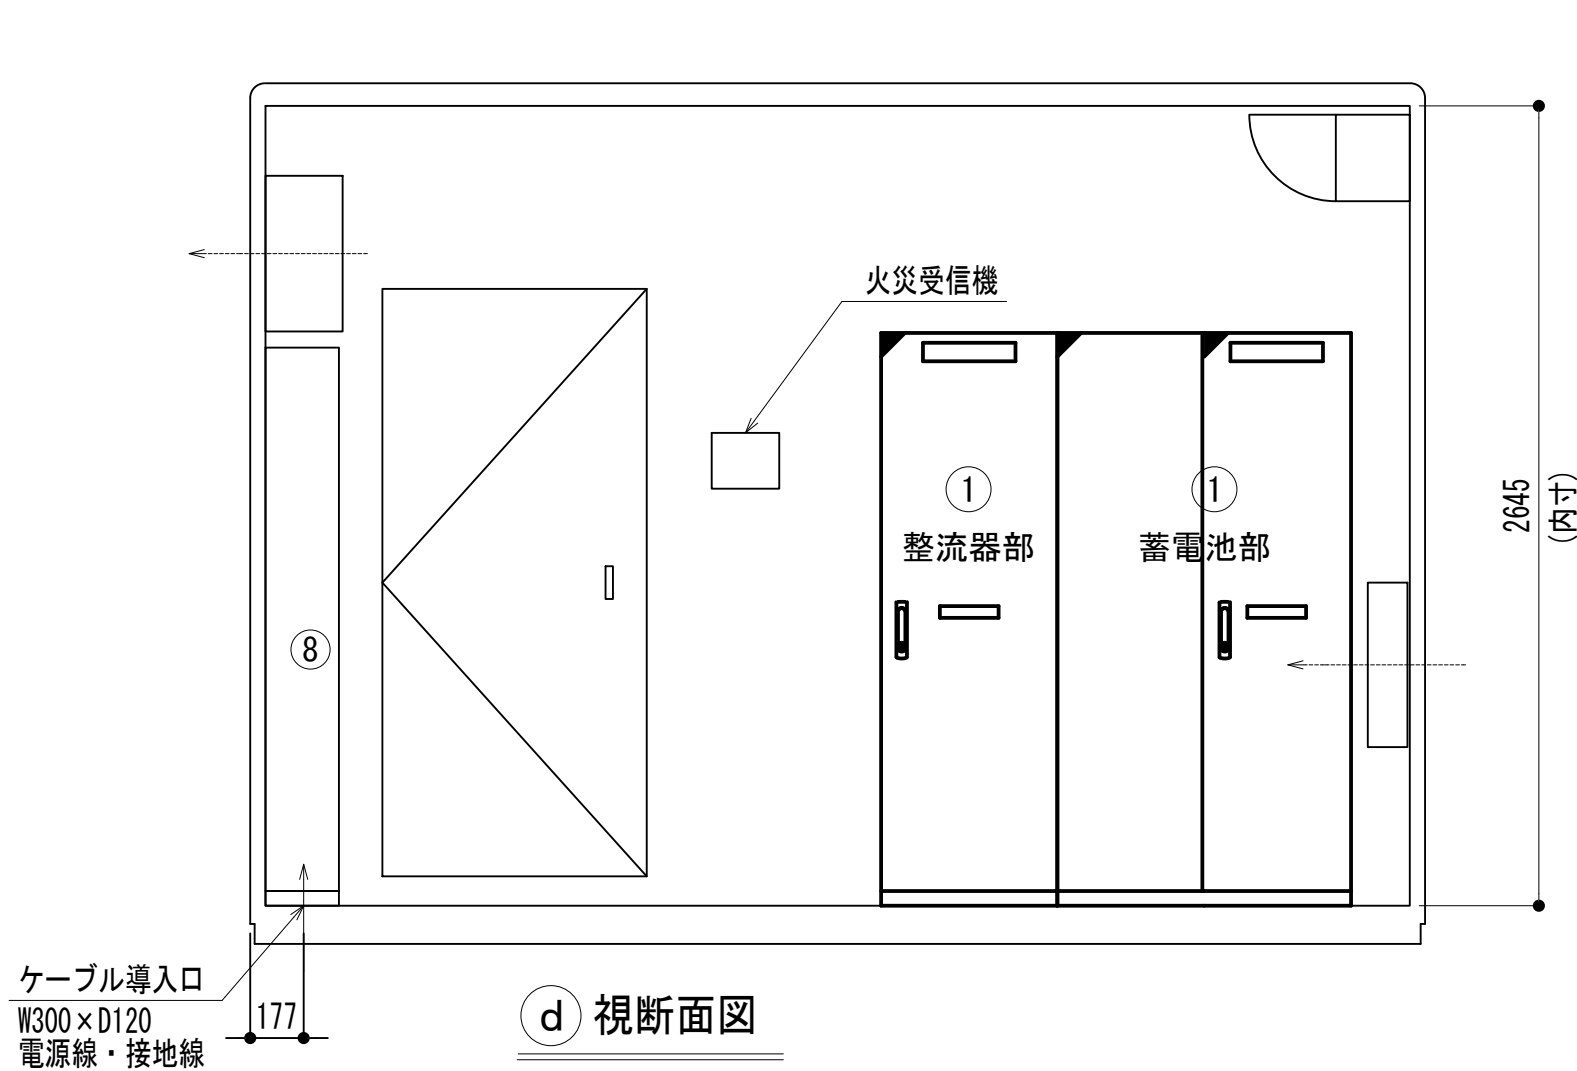 火災受信機
①
①
整流器部
蓄電池部
2645
(内寸)
⑧
ケーブル導入口
W300×D120
電源線・接地線
177
ⓓ 視断面図